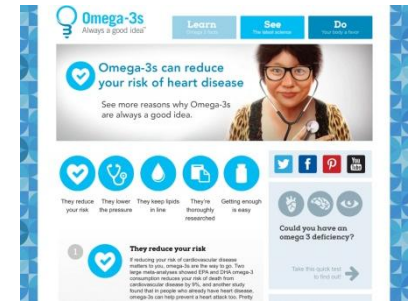 Omega-3s
Always a good idea
Learn
See
The latest science
Do
Your body a favor
Omega-3s can reduce
your risk of heart disease
See more reasons why Omega-3s
are always a good idea.
They reduce
your risk
They lower
the pressure
They keep lipids
in line
They're
thoroughly
researched
Getting enough
is easy
You
Tube
Could you have an
omega 3 deficiency?
Take this quick test
to find out!
1
They reduce your risk
If reducing your risk of cardiovascular disease
matters to you, omega-3s are the way to go. Two
large meta-analyses showed EPA and DHA omega-3
consumption reduces your risk of death from
cardiovascular disease by 9%, and another study
found that in people who already have heart disease,
omega-3s can help prevent a heart attack too. Pretty